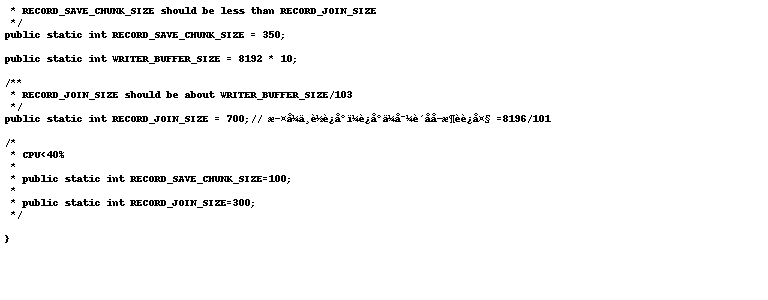 * RECORD_SAVE_CHUNK_SIZE should be less than RECORD_JOIN_SIZE
*/
public static int RECORD_SAVE_CHUNK_SIZE = 350;
public static int WRITER_BUFFER_SIZE = 8192 * 10;
/**
* RECORD_JOIN_SIZE should be about WRITER_BUFFER_SIZE/103
*/
public static int RECORD_JOIN_SIZE = 700;// =8196/101
/*
* CPU<40%
*
* public static int RECORD_SAVE_CHUNK_SIZE=100;
*
* public static int RECORD_JOIN_SIZE=300;
*/
}